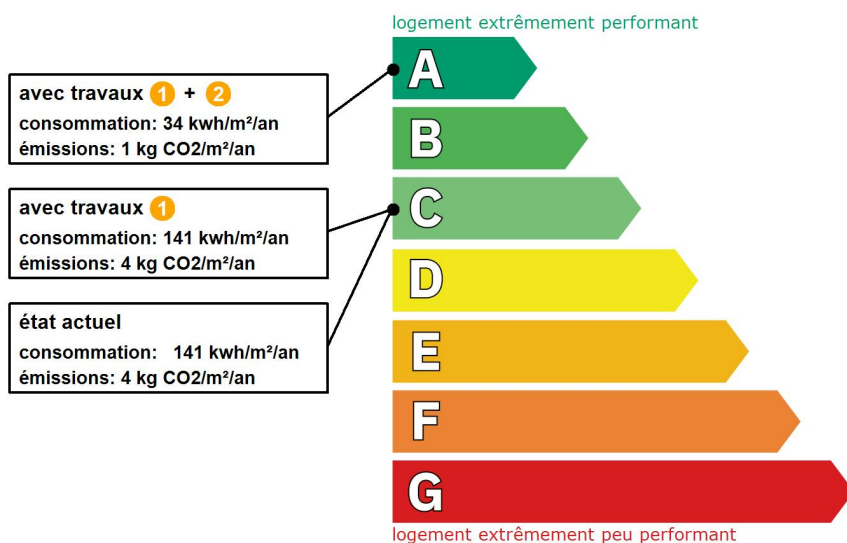 logement extrêmement performant
A
avec travaux 1 + 2
consommation: 34 kwh/m²/an
émissions: 1 kg CO2/m²/an
B
avec travaux 1
consommation: 141 kwh/m²/an
émissions: 4 kg CO2/m²/an
C
D
état actuel
consommation: 141 kwh/m²/an
émissions: 4 kg CO2/m²/an
E
F
G
logement extrêmement peu performant